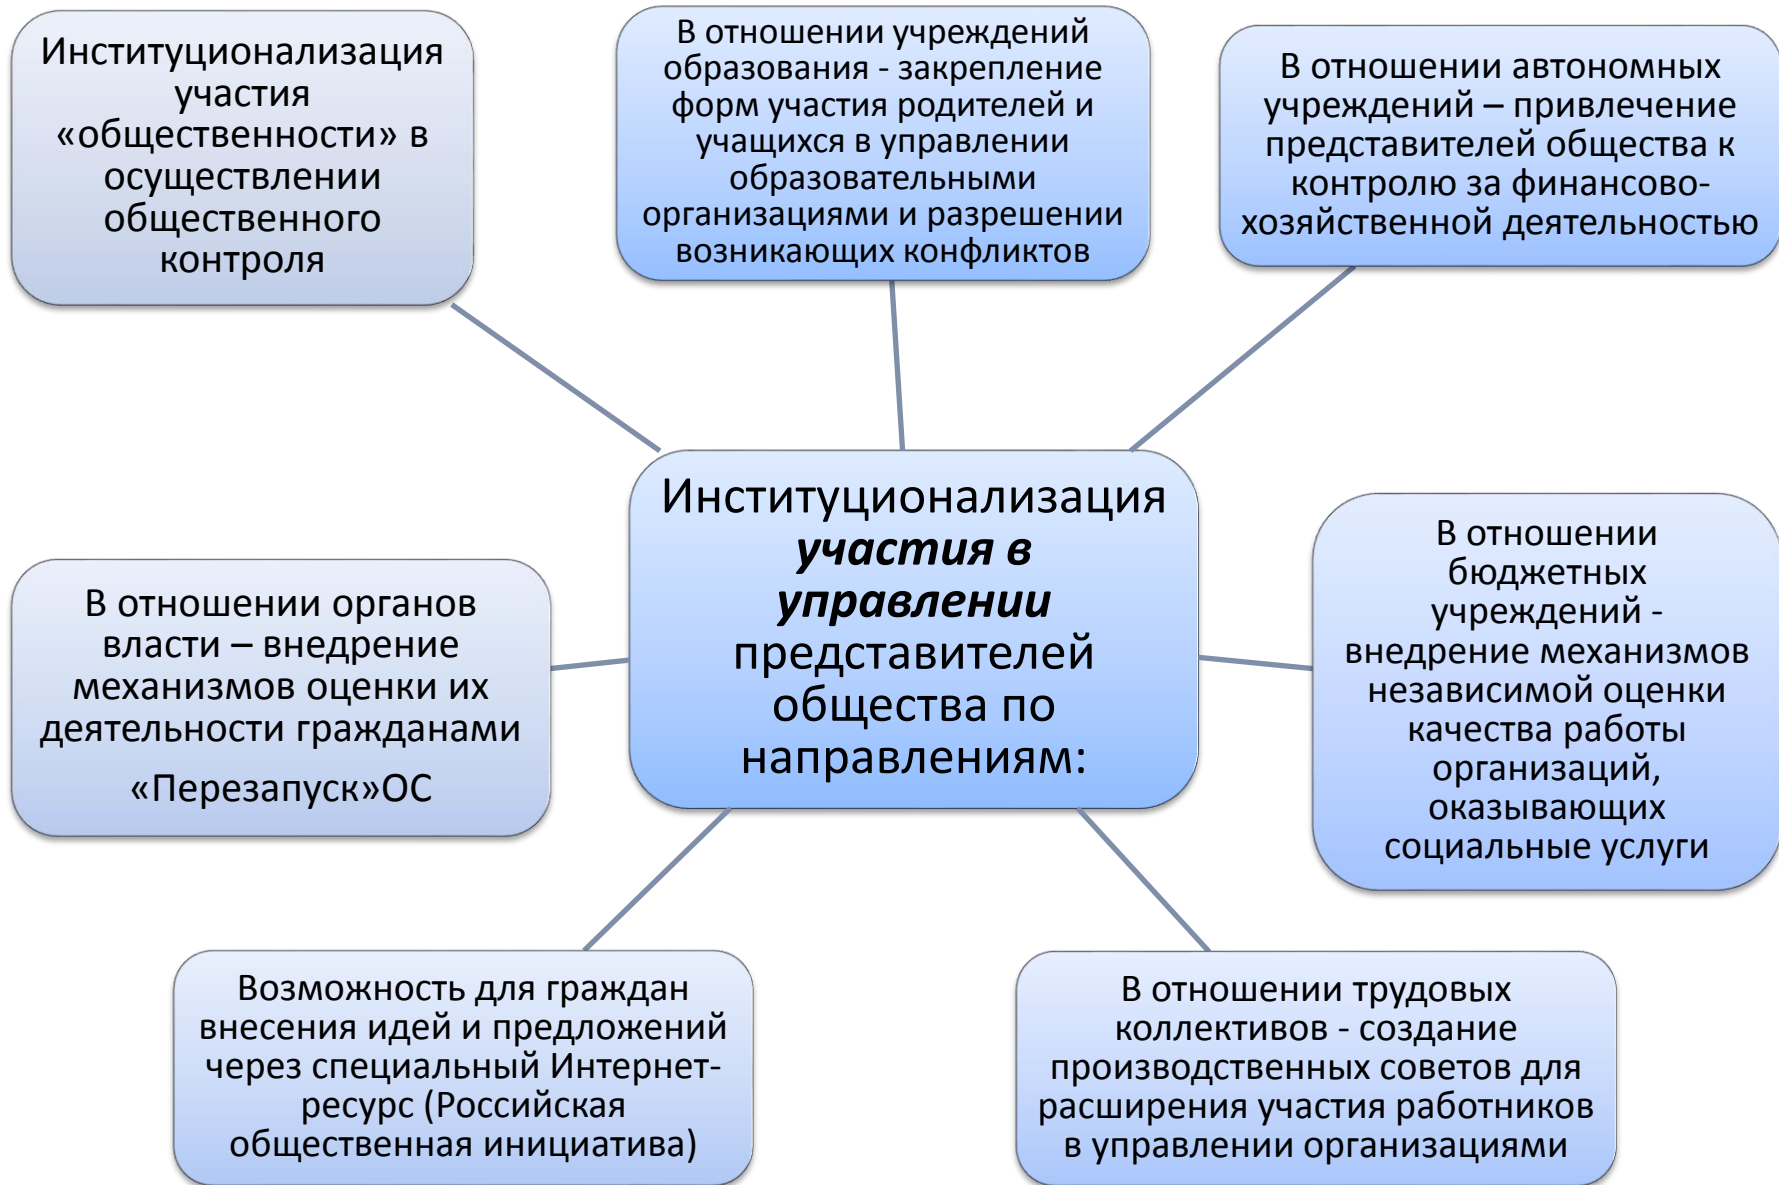 Институционализация
участия
«общественности» в
осуществлении
общественного
контроля
В отношении учреждений
образования - закрепление
форм участия родителей и
учащихся в управлении
образовательными
организациями и разрешении
возникающих конфликтов
В отношении автономных
учреждений – привлечение
представителей общества к
контролю за финансово-
хозяйственной деятельностью
Институционализация
участия в
управлении
представителей
общества по
направлениям:
В отношении органов
власти – внедрение
механизмов оценки их
деятельности гражданами
«Перезапуск»ОС
В отношении
бюджетных
учреждений -
внедрение механизмов
независимой оценки
качества работы
организаций,
оказывающих
социальные услуги
Возможность для граждан
внесения идей и предложений
через специальный Интернет-
ресурс (Российская
общественная инициатива)
В отношении трудовых
коллективов - создание
производственных советов для
расширения участия работников
в управлении организациями